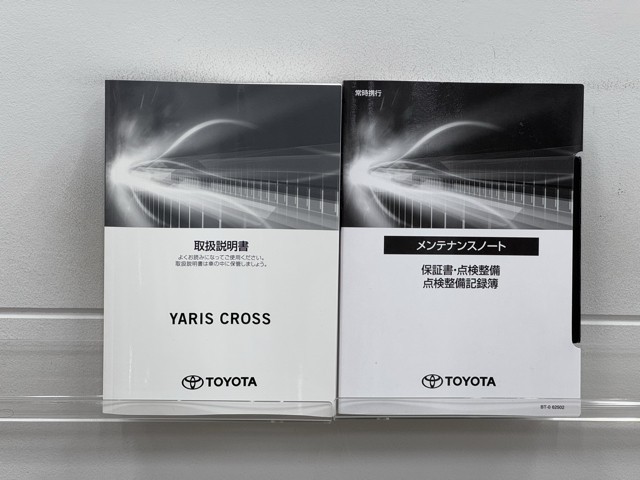 取扱説明書
よくお読みになってご使用ください。
取扱説明書は車の中に保管しましょう。
YARIS CROSS
TOYOTA
常時携行
メンテナンスノート
保証書・点検整備
点検整備記録簿
TOYOTA